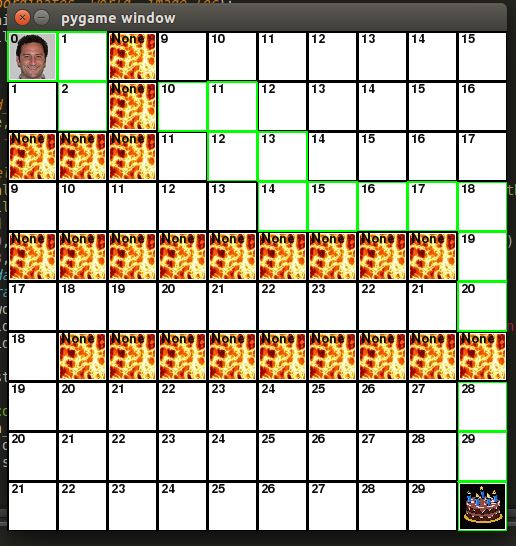 pygame window
0 1 None 9 10 11 12 13 14 15
1 2 None 10 11 12 13 14 15 16
None None None 11 12 13 14 15 16 17
9 10 11 12 13 14 15 16 17 18
None None None None None None None None None 19
17 18 19 20 21 22 23 22 21 20
18 None None None None None None None None None
19 20 21 22 23 24 25 26 27 28
20 21 22 23 24 25 26 27 28 29
21 22 23 24 25 26 27 28 29